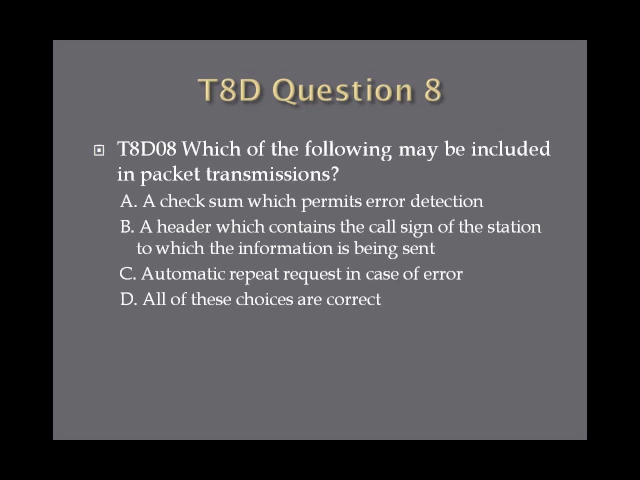 T8D Question 8
T8D08 Which of the following may be included
in packet transmissions?
A. A check sum which permits error detection
B. A header which contains the call sign of the station
to which the information is being sent
C. Automatic repeat request in case of error
D. All of these choices are correct